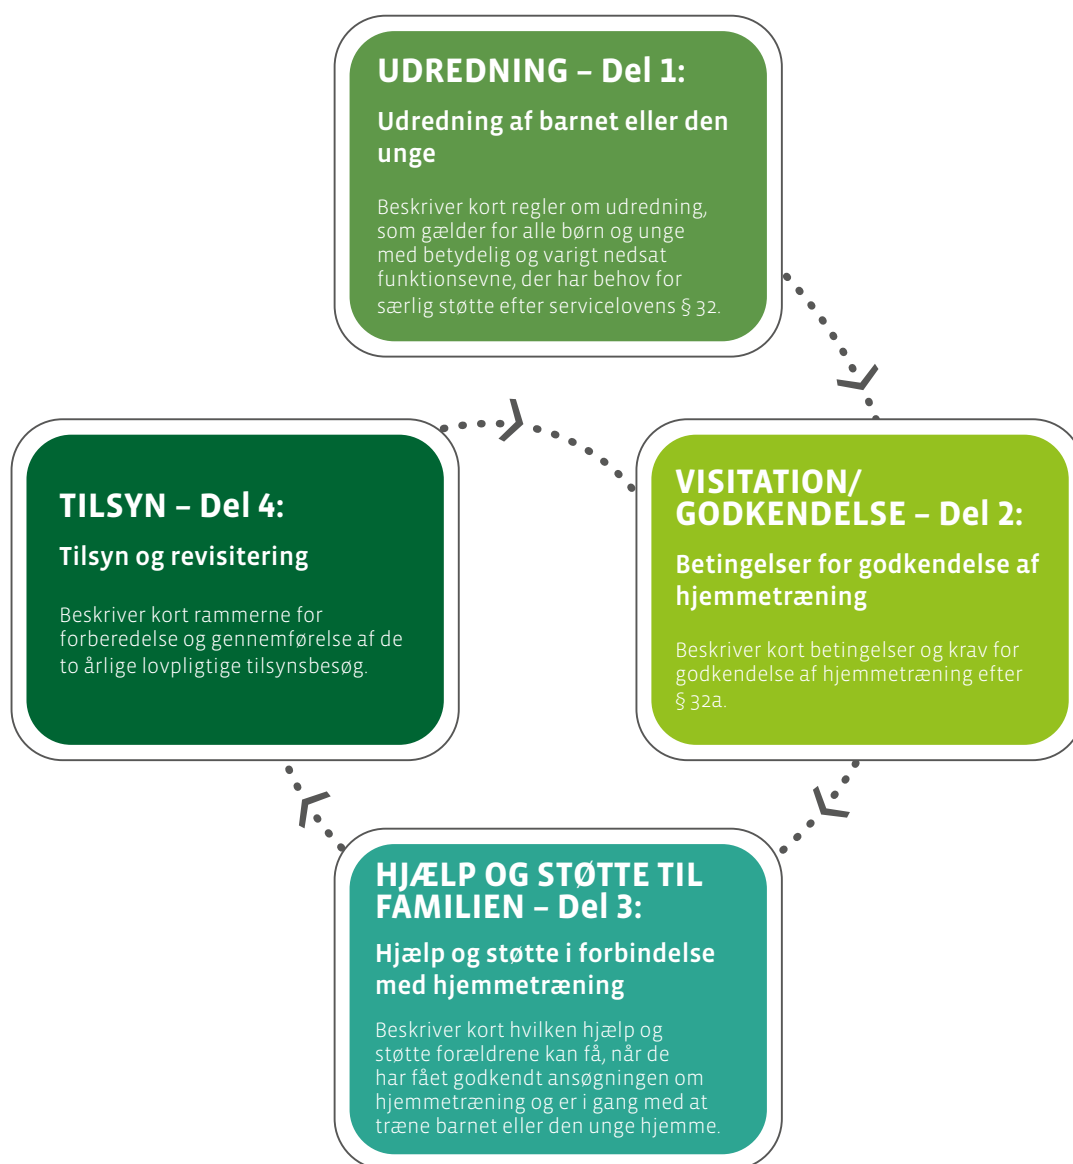 UDREDNING – Del 1:
Udredning af barnet eller den
unge
Beskriver kort regler om udredning,
som gælder for alle børn og unge
med betydelig og varigt nedsat
funktionsevne, der har behov for
særlig støtte efter servicelovens § 32.
VISITATION/
GODKENDELSE – Del 2:
Betingelser for godkendelse af
hjemmetræning
Beskriver kort betingelser og krav for
godkendelse af hjemmetræning efter
§ 32a.
HJÆLP OG STØTTE TIL
FAMILIEN – Del 3:
Hjælp og støtte i forbindelse
med hjemmetræning
Beskriver kort hvilken hjælp og
støtte forældrene kan få, når de
har fået godkendt ansøgningen om
hjemmetræning og er i gang med at
træne barnet eller den unge hjemme.
TILSYN – Del 4:
Tilsyn og revisitering
Beskriver kort rammerne for
forberedelse og gennemførelse af de
to årlige lovpligtige tilsynsbesøg.